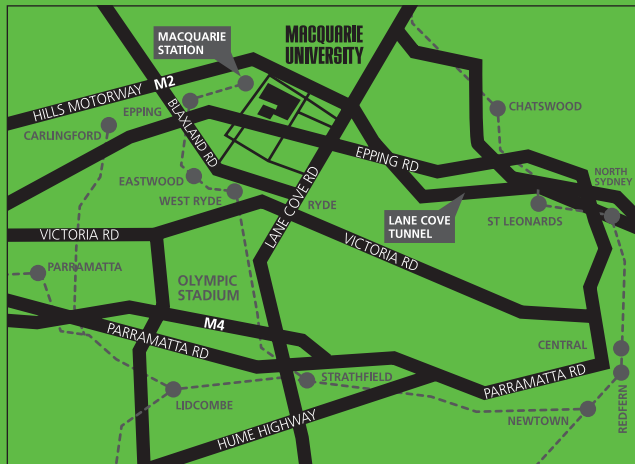 MACQUARIE
UNIVERSITY
MACQUARIE
STATION
HILLS MOTORWAY M2
EPPING
CARLINGFORD
BLAXLAND RD
CHATSWOOD
EPPING RD
EASTWOOD
WEST RYDE
LANE COVE RD
RYDE
NORTH
SYDNEY
ST LEONARDS
LANE COVE
TUNNEL
VICTORIA RD
VICTORIA RD
PARRAMATTA
OLYMPIC
STADIUM
M4
PARRAMATTA RD
CENTRAL
REDFERN
STRATHFIELD
PARRAMATTA RD
LIDCOMBE
NEWTOWN
HUME HIGHWAY